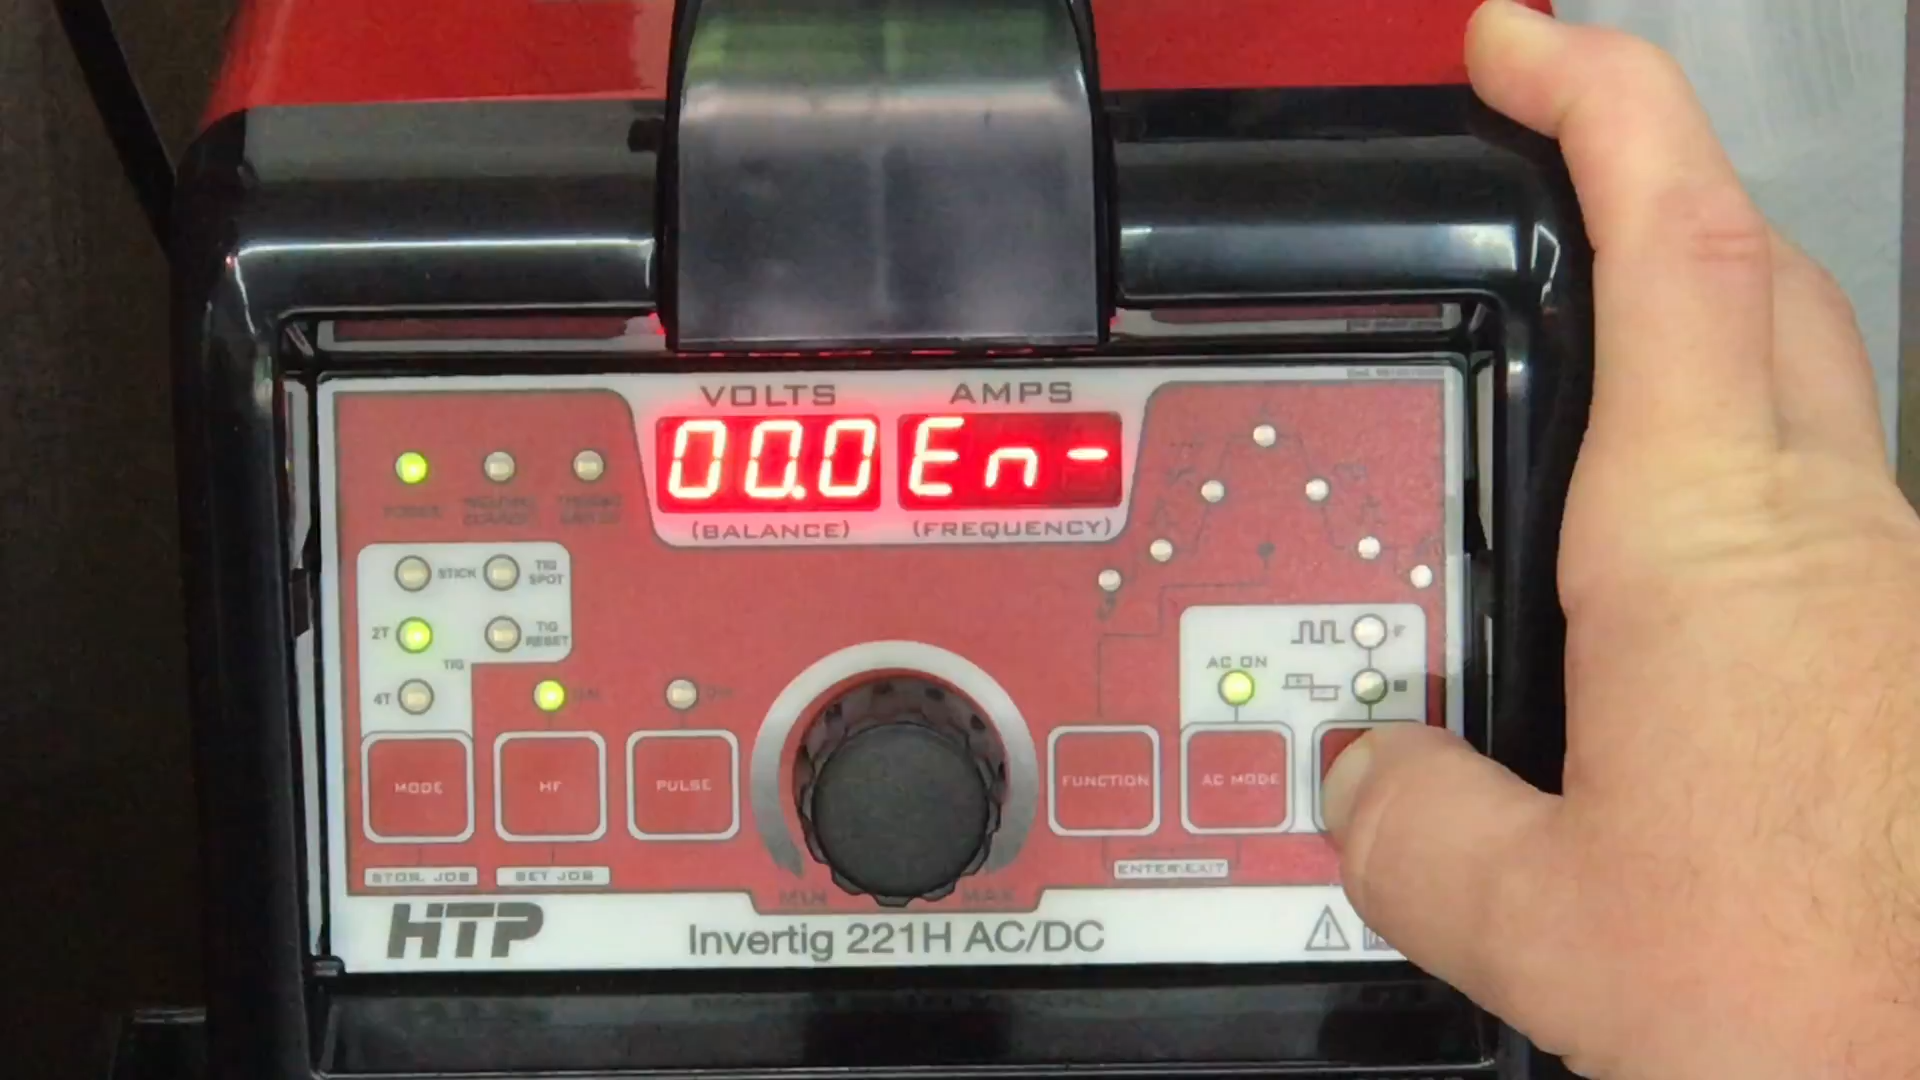 VOLTS AMPS
00.0 En-
(BALANCE) (FREQUENCY)
POWER
STICK TIG SPOT
2T TIG RESET
TIG
4T
AC ON
F
B
MODE HF PULSE FUNCTION AC MODE
STOR. JOB SET JOB ENTER\EXIT
MIN MAX
HTP Invertig 221H AC/DC